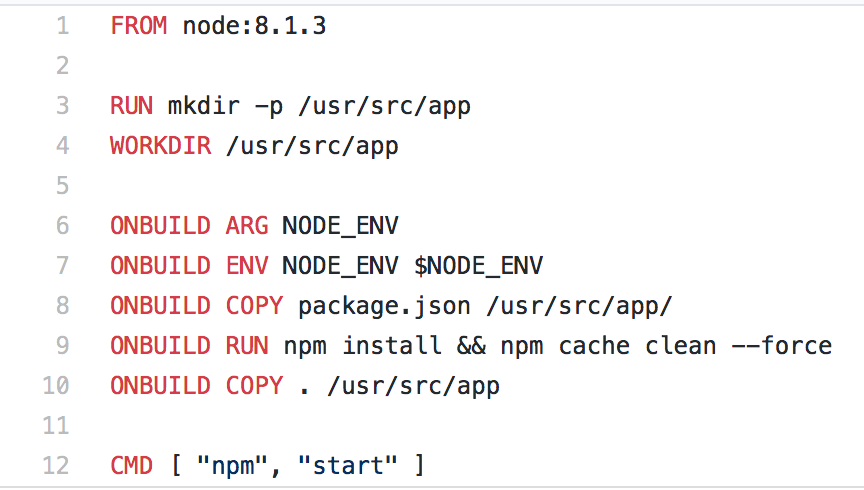 1 FROM node:8.1.3
2
3 RUN mkdir -p /usr/src/app
4 WORKDIR /usr/src/app
5
6 ONBUILD ARG NODE_ENV
7 ONBUILD ENV NODE_ENV $NODE_ENV
8 ONBUILD COPY package.json /usr/src/app/
9 ONBUILD RUN npm install && npm cache clean --force
10 ONBUILD COPY . /usr/src/app
11
12 CMD [ "npm", "start" ]